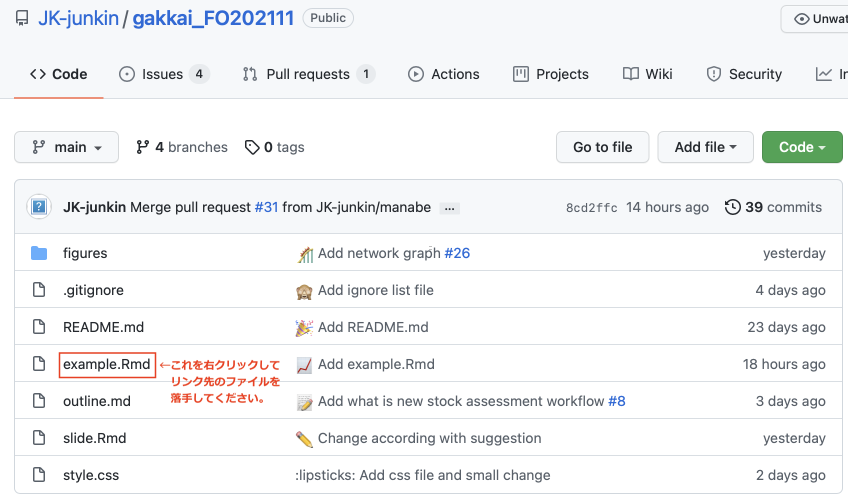 JK-junkin / gakkai_FO202111 Public Unwat
Code Issues 4 Pull requests 1 Actions Projects Wiki Security In
main 4 branches 0 tags Go to file Add file Code
JK-junkin Merge pull request #31 from JK-junkin/manabe ... 8cd2ffc 14 hours ago 39 commits
figures Add network graph #26 yesterday
.gitignore Add ignore list file 4 days ago
README.md Add README.md 23 days ago
example.Rmd ←これを右クリックして Add example.Rmd 18 hours ago
リンク先のファイルを
落手してください。
outline.md Add what is new stock assessment workflow #8 3 days ago
slide.Rmd Change according with suggestion yesterday
style.css :lipsticks: Add css file and small change 2 days ago